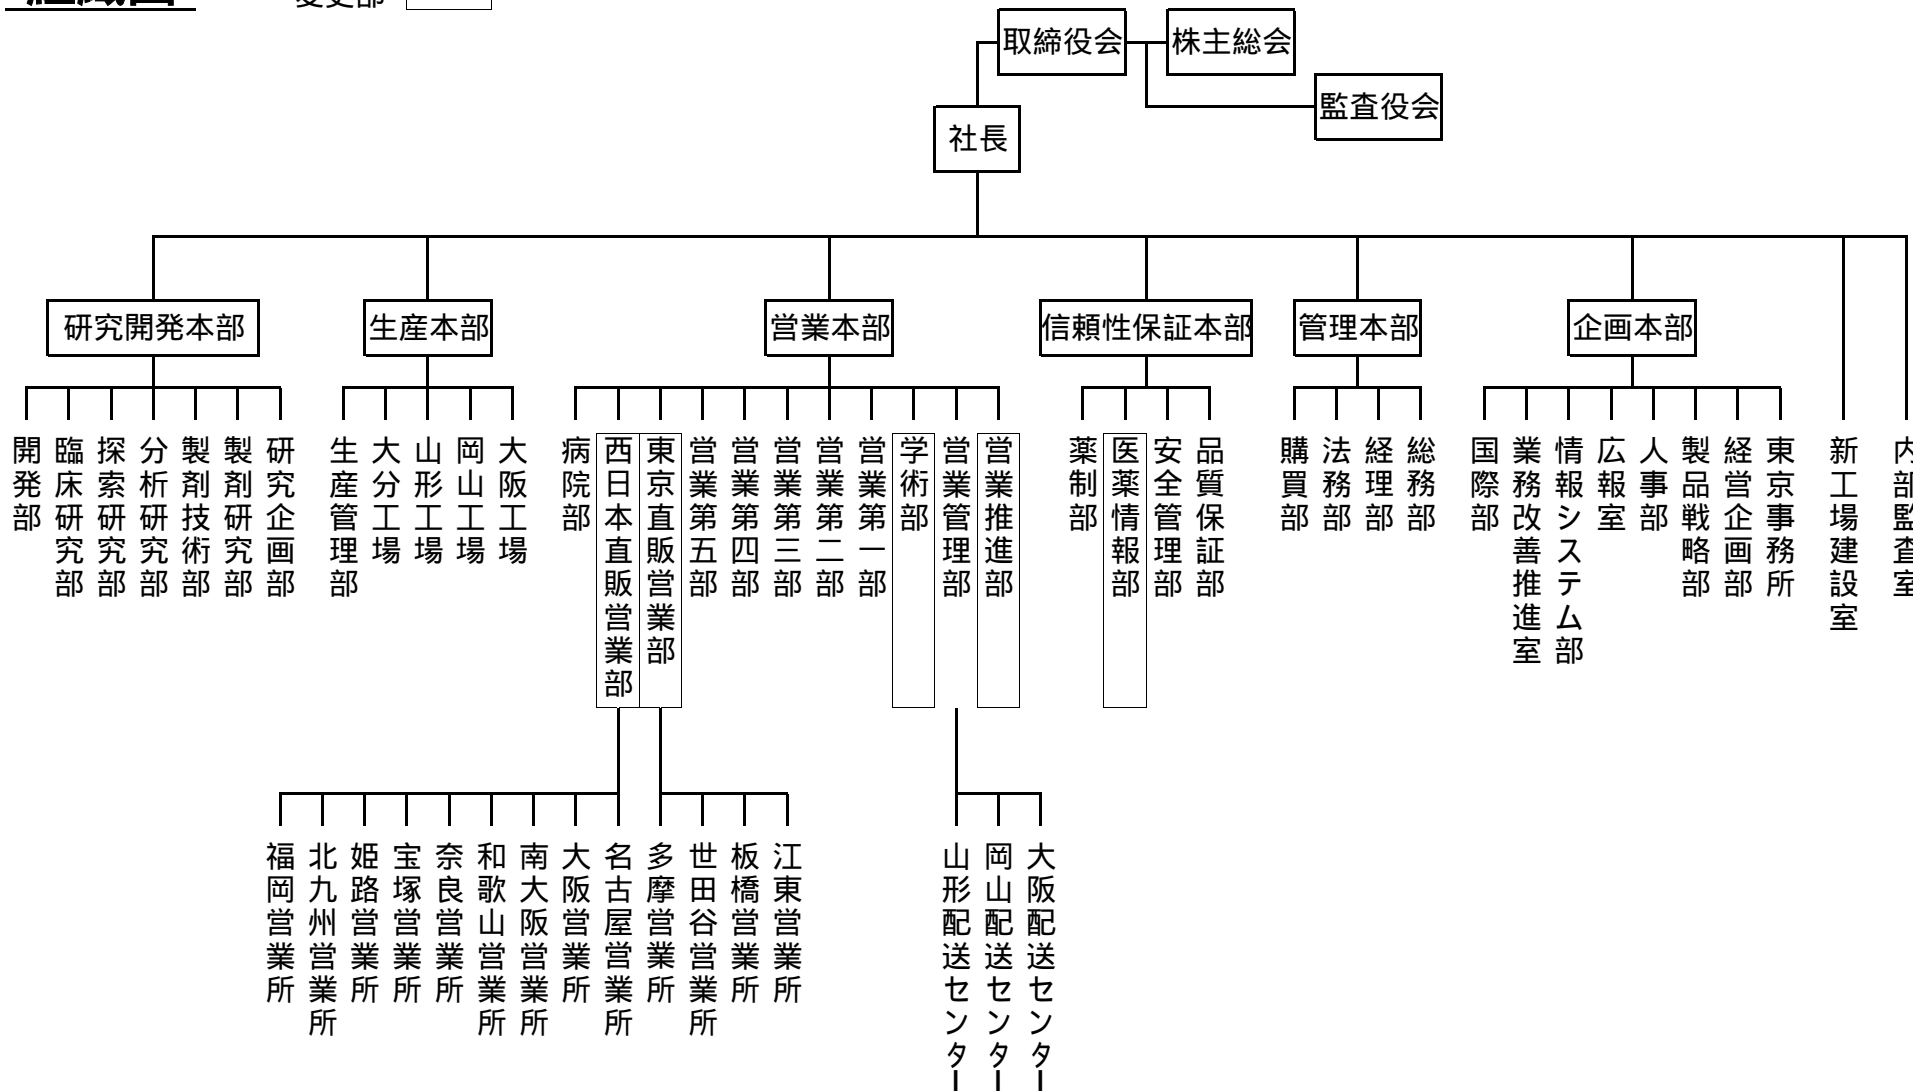 組織図
変更部
取締役会
株主総会
監査役会
社長
研究開発本部
生産本部
営業本部
信頼性保証本部
管理本部
企画本部
開発部
臨床研究部
探索研究部
分析研究部
製剤技術部
製剤研究部
研究企画部
生産管理部
大分工場
山形工場
岡山工場
大阪工場
病院部
西日本直販営業部
東京直販営業部
営業第五部
営業第四部
営業第三部
営業第二部
営業第一部
学術部
営業管理部
営業推進部
薬制部
医薬情報部
安全管理部
品質保証部
購買部
法務部
経理部
総務部
国際部
業務改善推進室
情報システム部
広報室
人事部
製品戦略部
経営企画部
東京事務所
新工場建設室
内部監査室
福岡営業所
北九州営業所
姫路営業所
宝塚営業所
奈良営業所
和歌山営業所
南大阪営業所
大阪営業所
名古屋営業所
多摩営業所
世田谷営業所
板橋営業所
江東営業所
山形配送センター
岡山配送センター
大阪配送センター